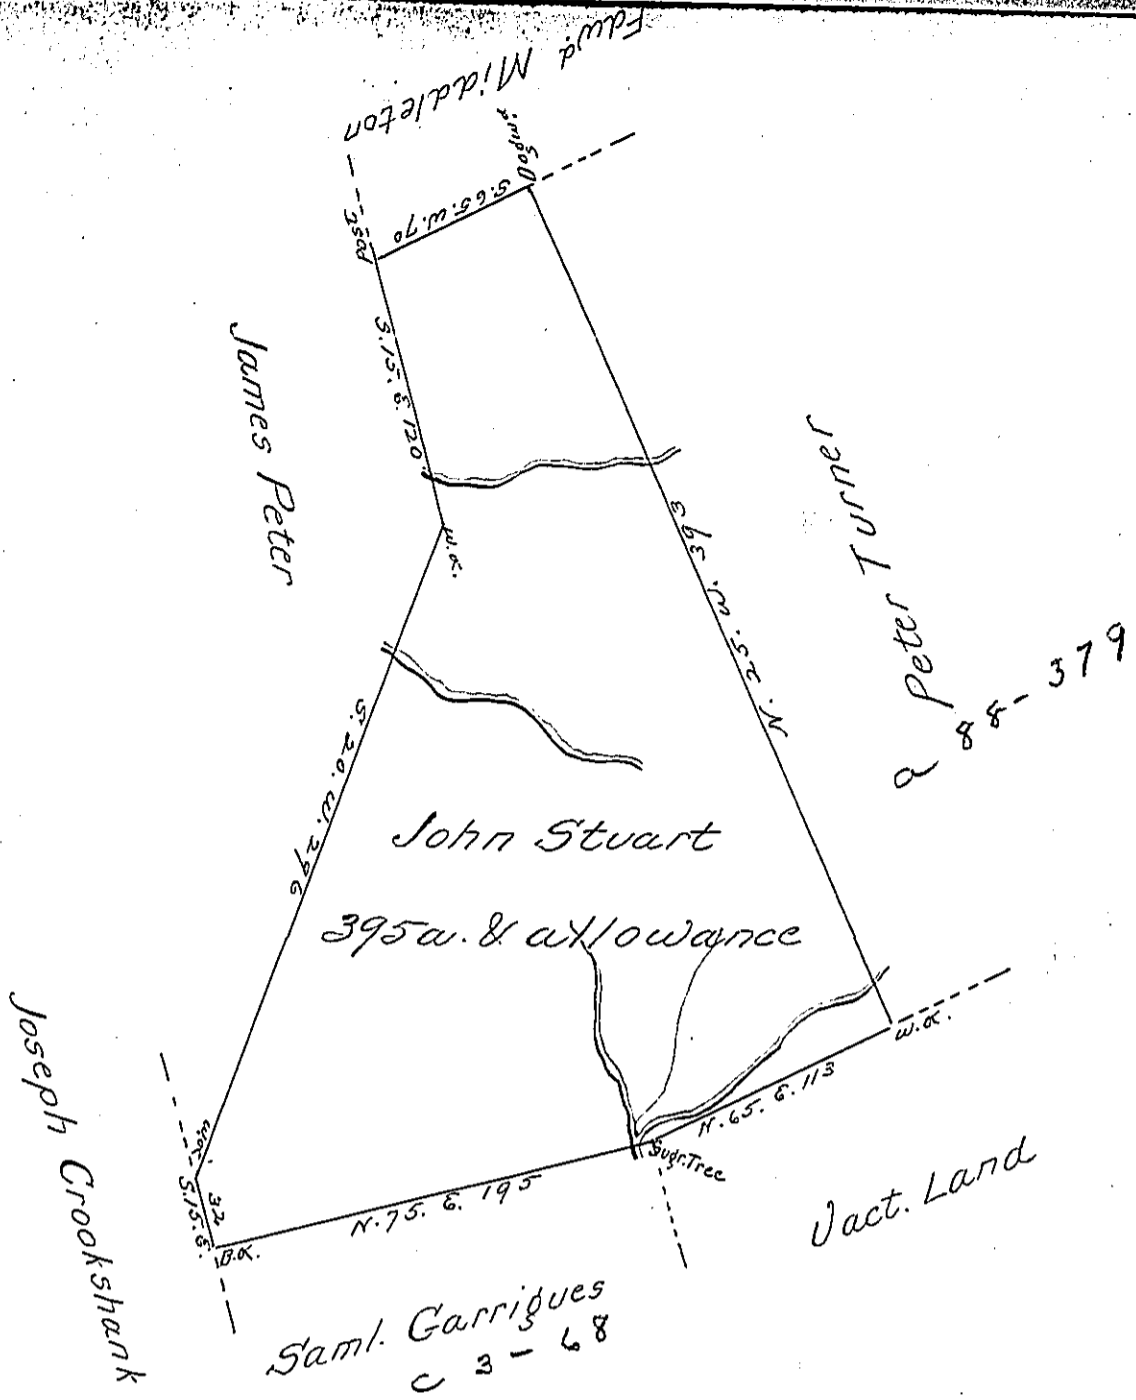 Edwd. Middleton
Dogwd.
S. 65. W. 70
Post
S. 15. E. 120.
James Peter
W.O.
Peter Turner
a 88-379
N. 25. W. 393
S. 20. W. 296
John Stuart
395a. & allowance
Joseph Crookshank
W.O.
S. 15. E. 32
B.O.
N. 75. E. 195
Sugr. Tree
N. 65. E. 113
W.O.
Vact. Land
Saml. Garrigues
C 3-68